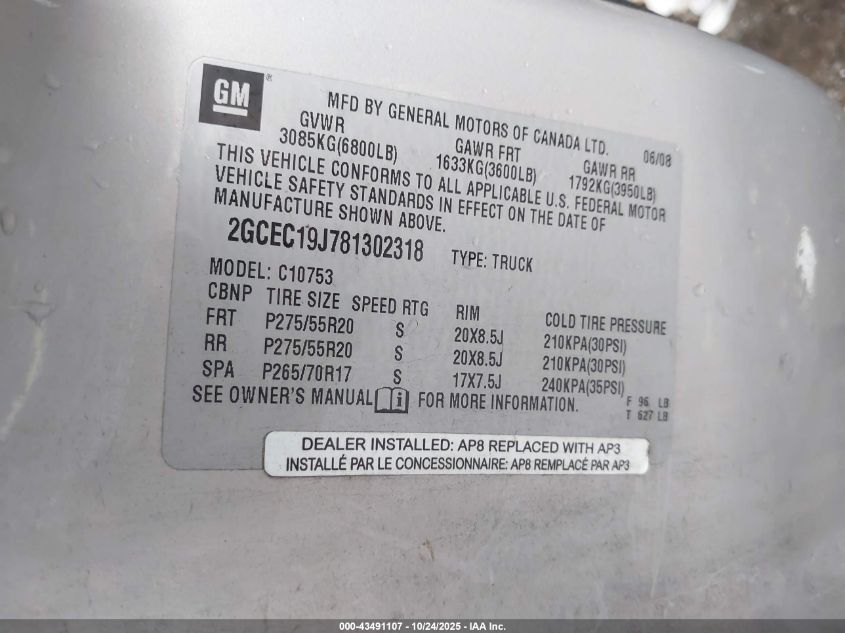 GM ®
MFD BY GENERAL MOTORS OF CANADA LTD. 06/08
GVWR GAWR FRT GAWR RR
3085KG(6800LB) 1633KG(3600LB) 1792KG(3950LB)
THIS VEHICLE CONFORMS TO ALL APPLICABLE U.S. FEDERAL MOTOR
VEHICLE SAFETY STANDARDS IN EFFECT ON THE DATE OF
MANUFACTURE SHOWN ABOVE.
2GCEC19J781302318 TYPE: TRUCK
MODEL: C10753
CBNP TIRE SIZE SPEED RTG RIM COLD TIRE PRESSURE
FRT P275/55R20 S 20X8.5J 210KPA(30PSI)
RR P275/55R20 S 20X8.5J 210KPA(30PSI)
SPA P265/70R17 S 17X7.5J 240KPA(35PSI)
SEE OWNER'S MANUAL i FOR MORE INFORMATION. F 96 LB
T 627 LB
DEALER INSTALLED: AP8 REPLACED WITH AP3
INSTALLÉ PAR LE CONCESSIONNAIRE: AP8 REMPLACÉ PAR AP3
000-43491107 - 10/24/2025 - IAA Inc.